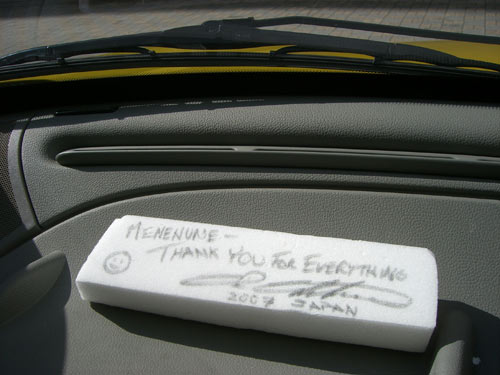 MENEHUNE -
THANK YOU FOR EVERYTHING
2007 JAPAN